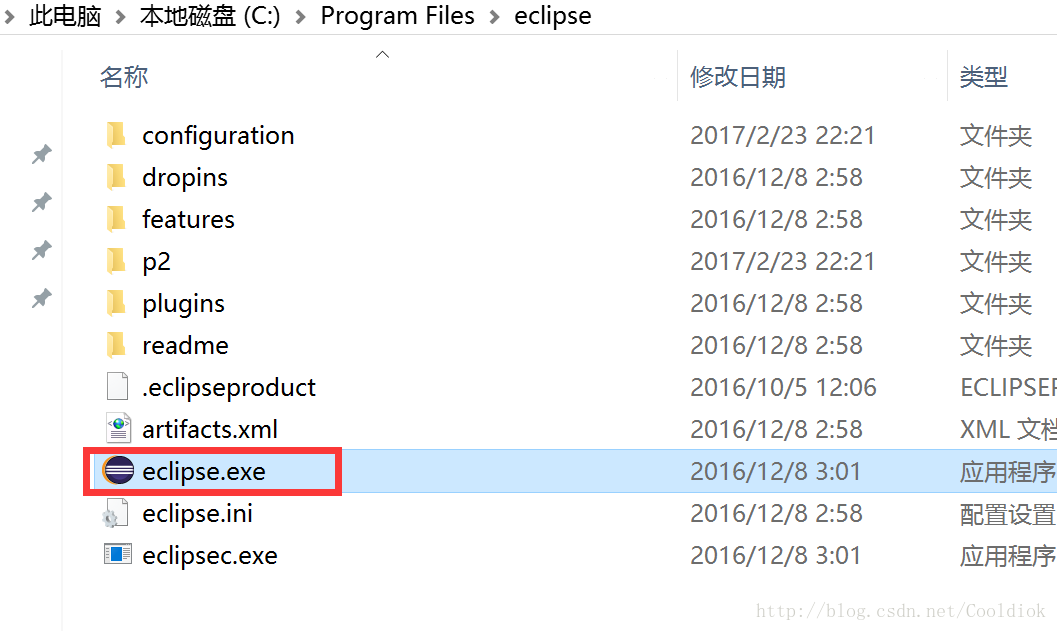 此电脑 > 本地磁盘 (C:) > Program Files > eclipse
名称 修改日期 类型
configuration 2017/2/23 22:21 文件夹
dropins 2016/12/8 2:58 文件夹
features 2016/12/8 2:58 文件夹
p2 2017/2/23 22:21 文件夹
plugins 2016/12/8 2:58 文件夹
readme 2016/12/8 2:58 文件夹
.eclipseproduct 2016/10/5 12:06 ECLIPSEP
artifacts.xml 2016/12/8 2:58 XML 文档
eclipse.exe 2016/12/8 3:01 应用程序
eclipse.ini 2016/12/8 2:58 配置设置
eclipsec.exe 2016/12/8 3:01 应用程序
http://blog.csdn.net/Cooldiok